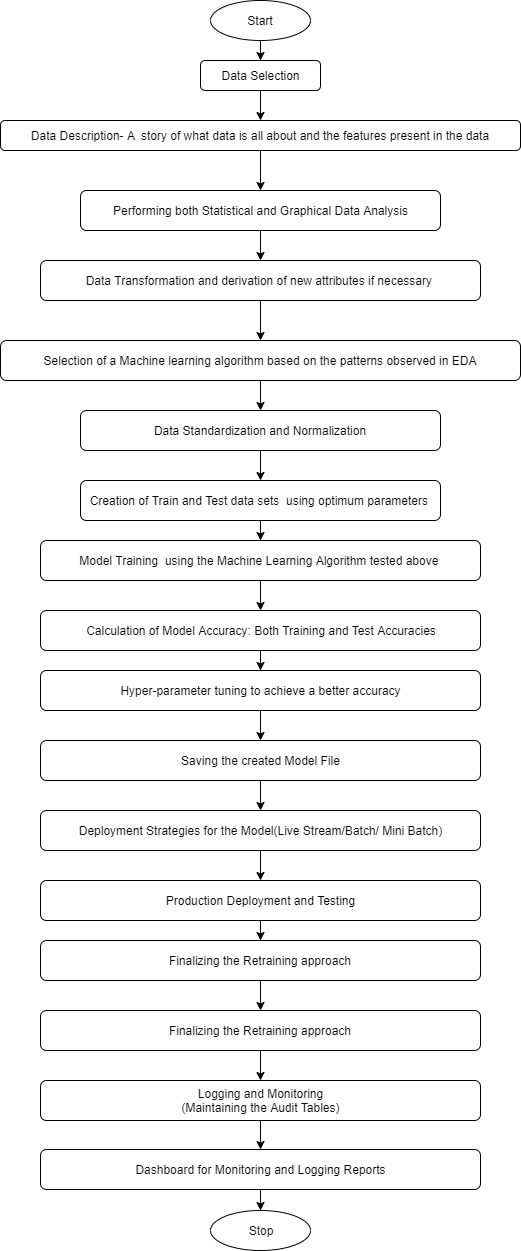 Start
Data Selection
Data Description- A  story of what data is all about and the features present in the data
Performing both Statistical and Graphical Data Analysis
Data Transformation and derivation of new attributes if necessary
Selection of a Machine learning algorithm based on the patterns observed in EDA
Data Standardization and Normalization
Creation of Train and Test data sets  using optimum parameters
Model Training  using the Machine Learning Algorithm tested above
Calculation of Model Accuracy: Both Training and Test Accuracies
Hyper-parameter tuning to achieve a better accuracy
Saving the created Model File
Deployment Strategies for the Model(Live Stream/Batch/ Mini Batch)
Production Deployment and Testing
Finalizing the Retraining approach
Finalizing the Retraining approach
Logging and Monitoring
(Maintaining the Audit Tables)
Dashboard for Monitoring and Logging Reports
Stop